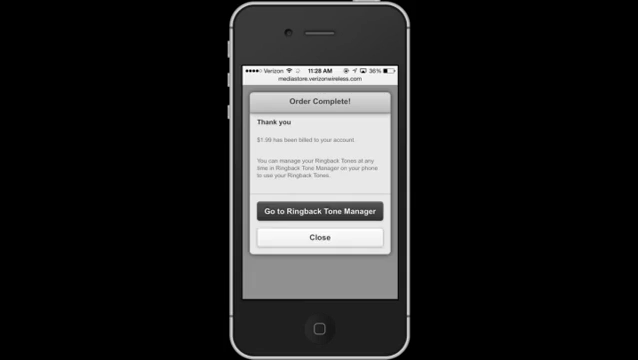 Verizon 11:28 AM 36%
mediastore.verizonwireless.com
Order Complete!
Thank you
$1.99 has been billed to your account
You can manage your Ringback Tones at any
time in Ringback Tone Manager on your phone
to use your Ringback Tones.
Go to Ringback Tone Manager
Close